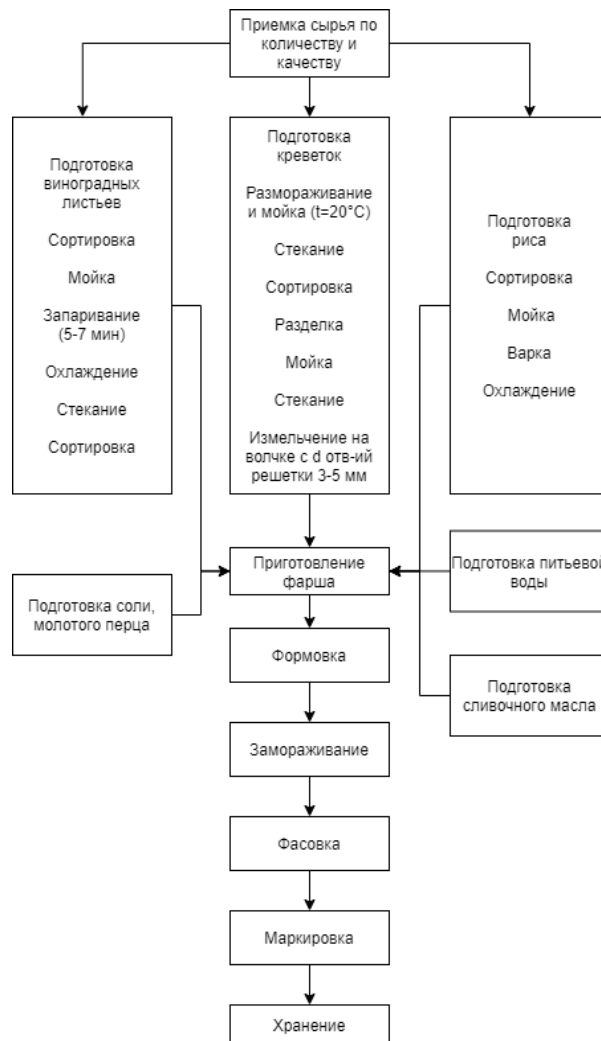 Приемка сырья по
количеству и
качеству
Подготовка
виноградных
листьев
Сортировка
Мойка
Запаривание
(5-7 мин)
Охлаждение
Стекание
Сортировка
Подготовка
креветок
Размораживание
и мойка (t=20°C)
Стекание
Сортировка
Разделка
Мойка
Стекание
Измельчение на
волчке с d отв-ий
решетки 3-5 мм
Подготовка
риса
Сортировка
Мойка
Варка
Охлаждение
Приготовление
фарша
Подготовка питьевой
воды
Подготовка соли,
молотого перца
Формовка
Подготовка
сливочного масла
Замораживание
Фасовка
Маркировка
Хранение